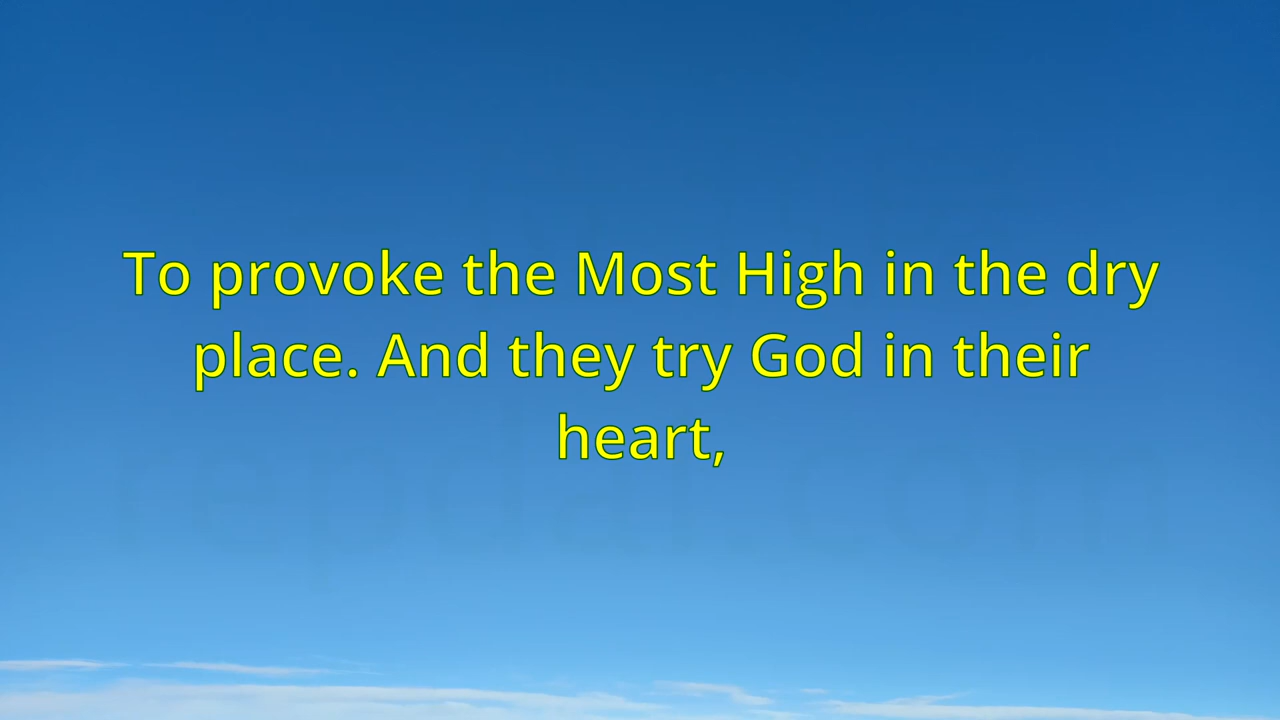 To provoke the Most High in the dry
place. And they try God in their
heart,